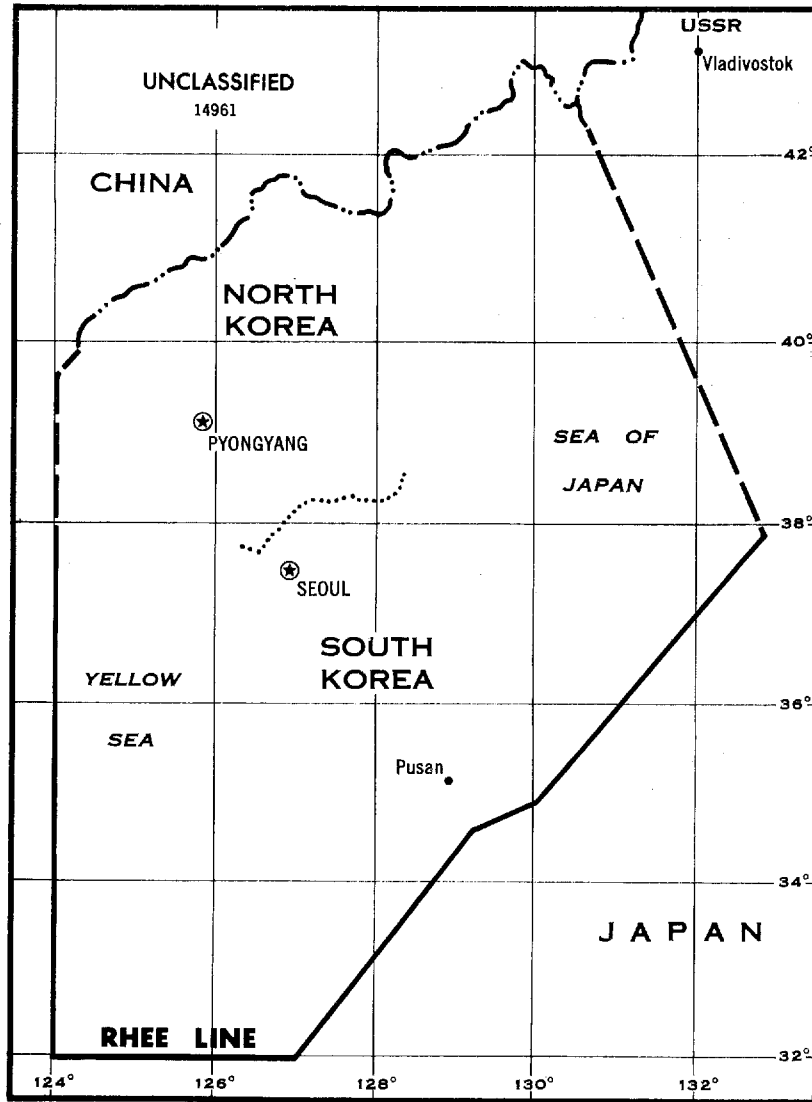 USSR
Vladivostok
UNCLASSIFIED
14961
42°
CHINA
NORTH
KOREA
40°
PYONGYANG
SEA OF
JAPAN
38°
SEOUL
SOUTH
KOREA
YELLOW
SEA
36°
Pusan
34°
JAPAN
RHEE LINE
32°
124° 126° 128° 130° 132°